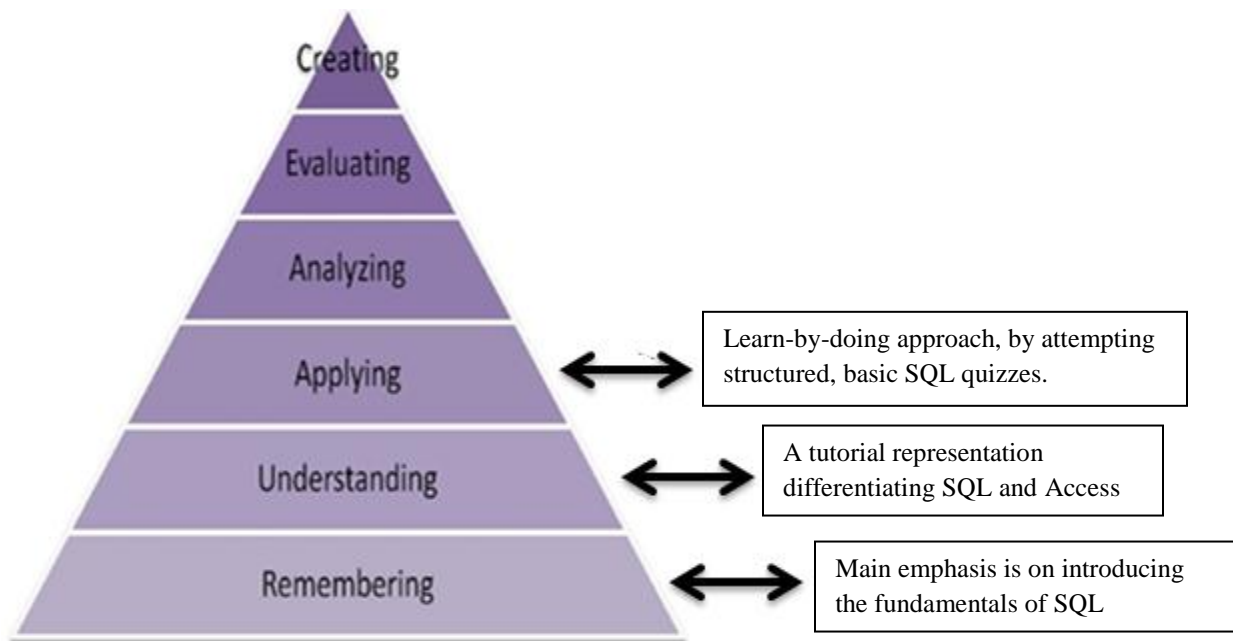 Creating
Evaluating
Analyzing
Applying
Learn-by-doing approach, by attempting
structured, basic SQL quizzes.
Understanding
A tutorial representation
differentiating SQL and Access
Remembering
Main emphasis is on introducing
the fundamentals of SQL